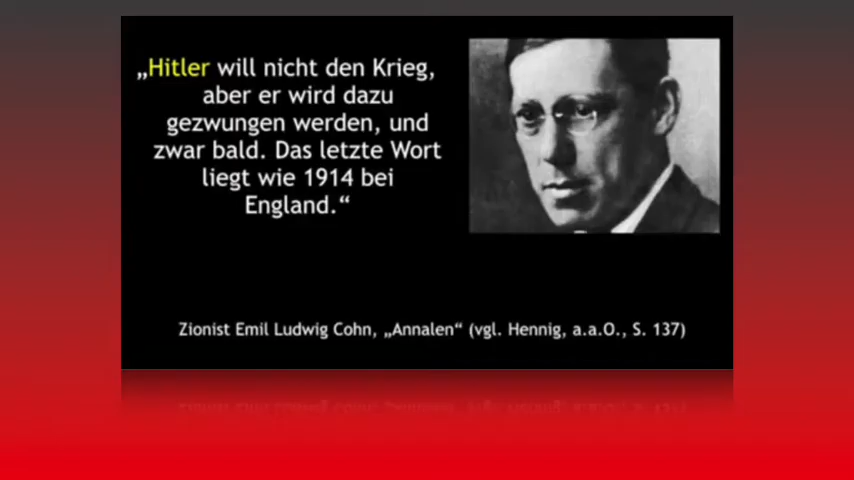 „Hitler will nicht den Krieg,
aber er wird dazu
gezwungen werden, und
zwar bald. Das letzte Wort
liegt wie 1914 bei
England.“
Zionist Emil Ludwig Cohn, „Annalen“ (vgl. Hennig, a.a.O., S. 137)